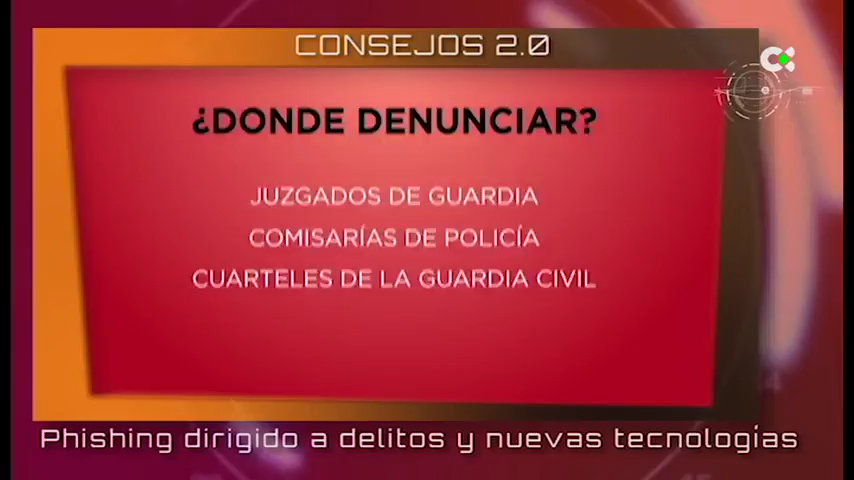 CONSEJOS 2.0
¿DONDE DENUNCIAR?
JUZGADOS DE GUARDIA
COMISARÍAS DE POLICÍA
CUARTELES DE LA GUARDIA CIVIL
Phishing dirigido a delitos y nuevas tecnologías